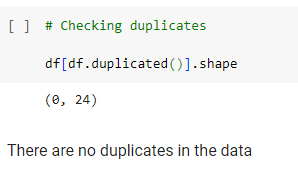 [ ] # Checking duplicates
df[df.duplicated()].shape
(0, 24)
There are no duplicates in the data